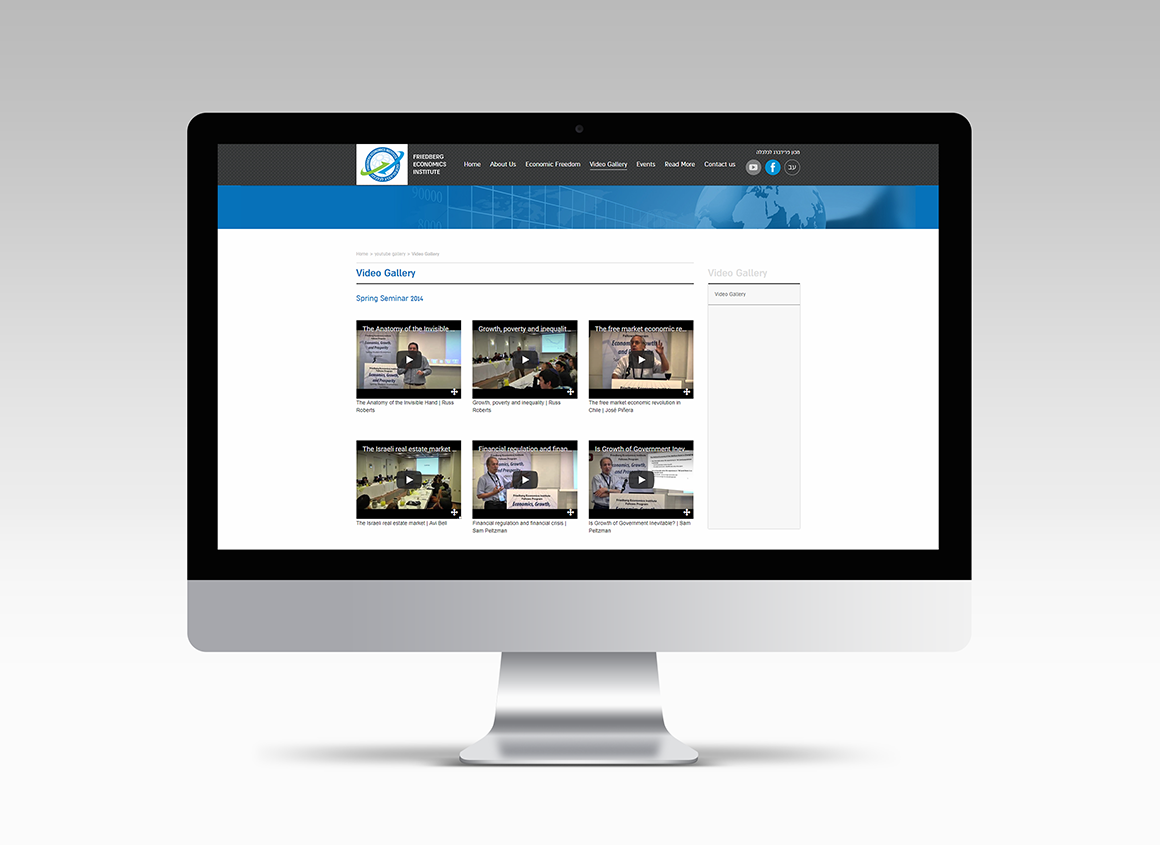 FRIEDBERG
ECONOMICS
INSTITUTE
Home About Us Economic Freedom Video Gallery Events Read More Contact us
מכון פרידברג לכלכלה
עב
90000
Home > youtube gallery > Video Gallery
Video Gallery
Spring Seminar 2014
The Anatomy of the Invisible ...
Growth, poverty and inequalit...
The free market economic re...
The Anatomy of the Invisible Hand | Russ
Roberts
Growth, poverty and inequality | Russ
Roberts
The free market economic revolution in
Chile | José Piñera
The Israeli real estate market ...
Financial regulation and finan...
Is Growth of Government Inev...
The Israeli real estate market | Avi Bell
Financial regulation and financial crisis |
Sam Peltzman
Is Growth of Government Inevitable? | Sam
Peltzman
Video Gallery
Video Gallery